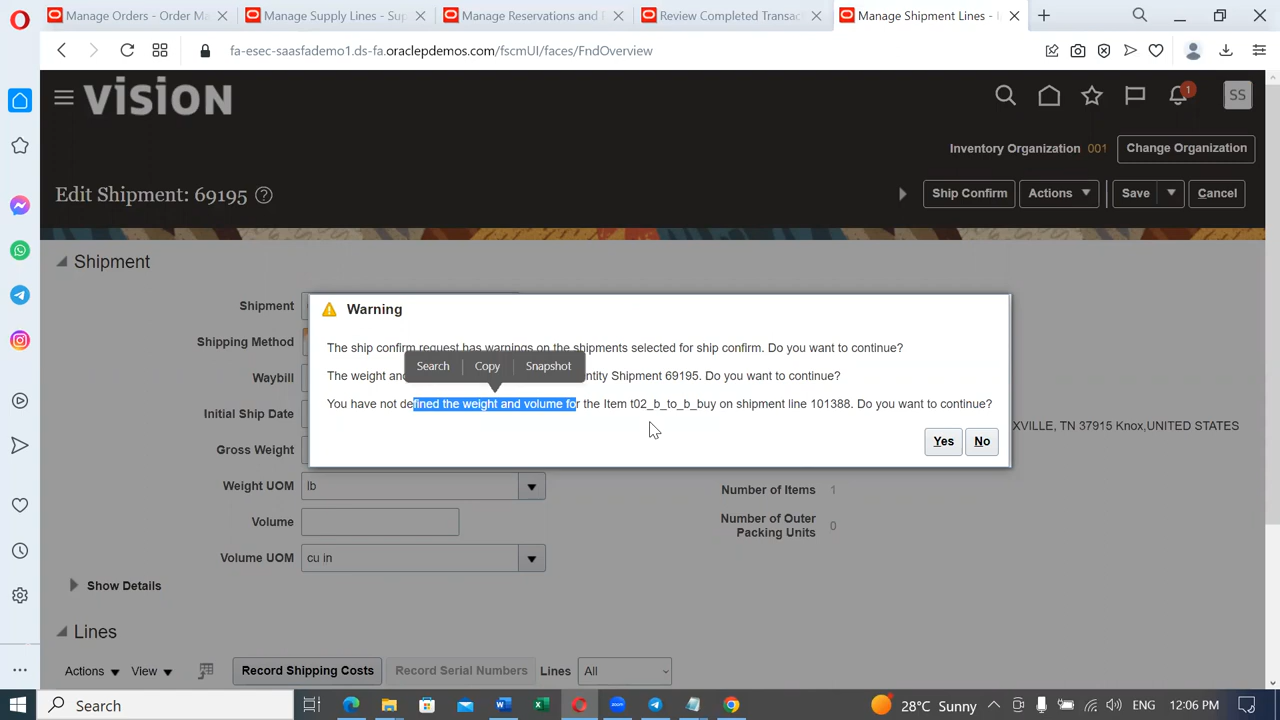 Manage Orders - Order Ma
Manage Supply Lines - Sup
Manage Reservations and
Review Completed Transac
Manage Shipment Lines -
fa-esec-saasfademo1.ds-fa.oraclepdemos.com/fscmUI/faces/FndOverview
vision
1
SS
Inventory Organization 001 Change Organization
Edit Shipment: 69195
Ship Confirm Actions Save Cancel
Shipment
Shipment
Warning
Shipping Method
The ship confirm request has warnings on the shipments selected for ship confirm. Do you want to continue?
Search Copy Snapshot
Waybill
The weight and ntity Shipment 69195. Do you want to continue?
Initial Ship Date
You have not defined the weight and volume for the Item t02_b_to_b_buy on shipment line 101388. Do you want to continue?
XVILLE, TN 37915 Knox,UNITED STATES
Yes No
Gross Weight
Weight UOM lb
Number of Items 1
Volume
Number of Outer
Packing Units 0
Volume UOM cu in
Show Details
Lines
Actions View Record Shipping Costs Record Serial Numbers Lines All
Search
28°C Sunny
ENG
12:06 PM